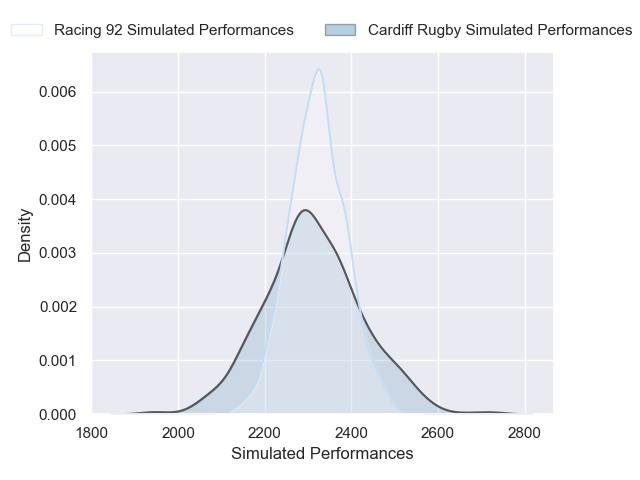 Racing 92 Simulated Performances
Cardiff Rugby Simulated Performances
0.006
0.005
0.004
0.003
0.002
0.001
0.000
Density
1800 2000 2200 2400 2600 2800
Simulated Performances